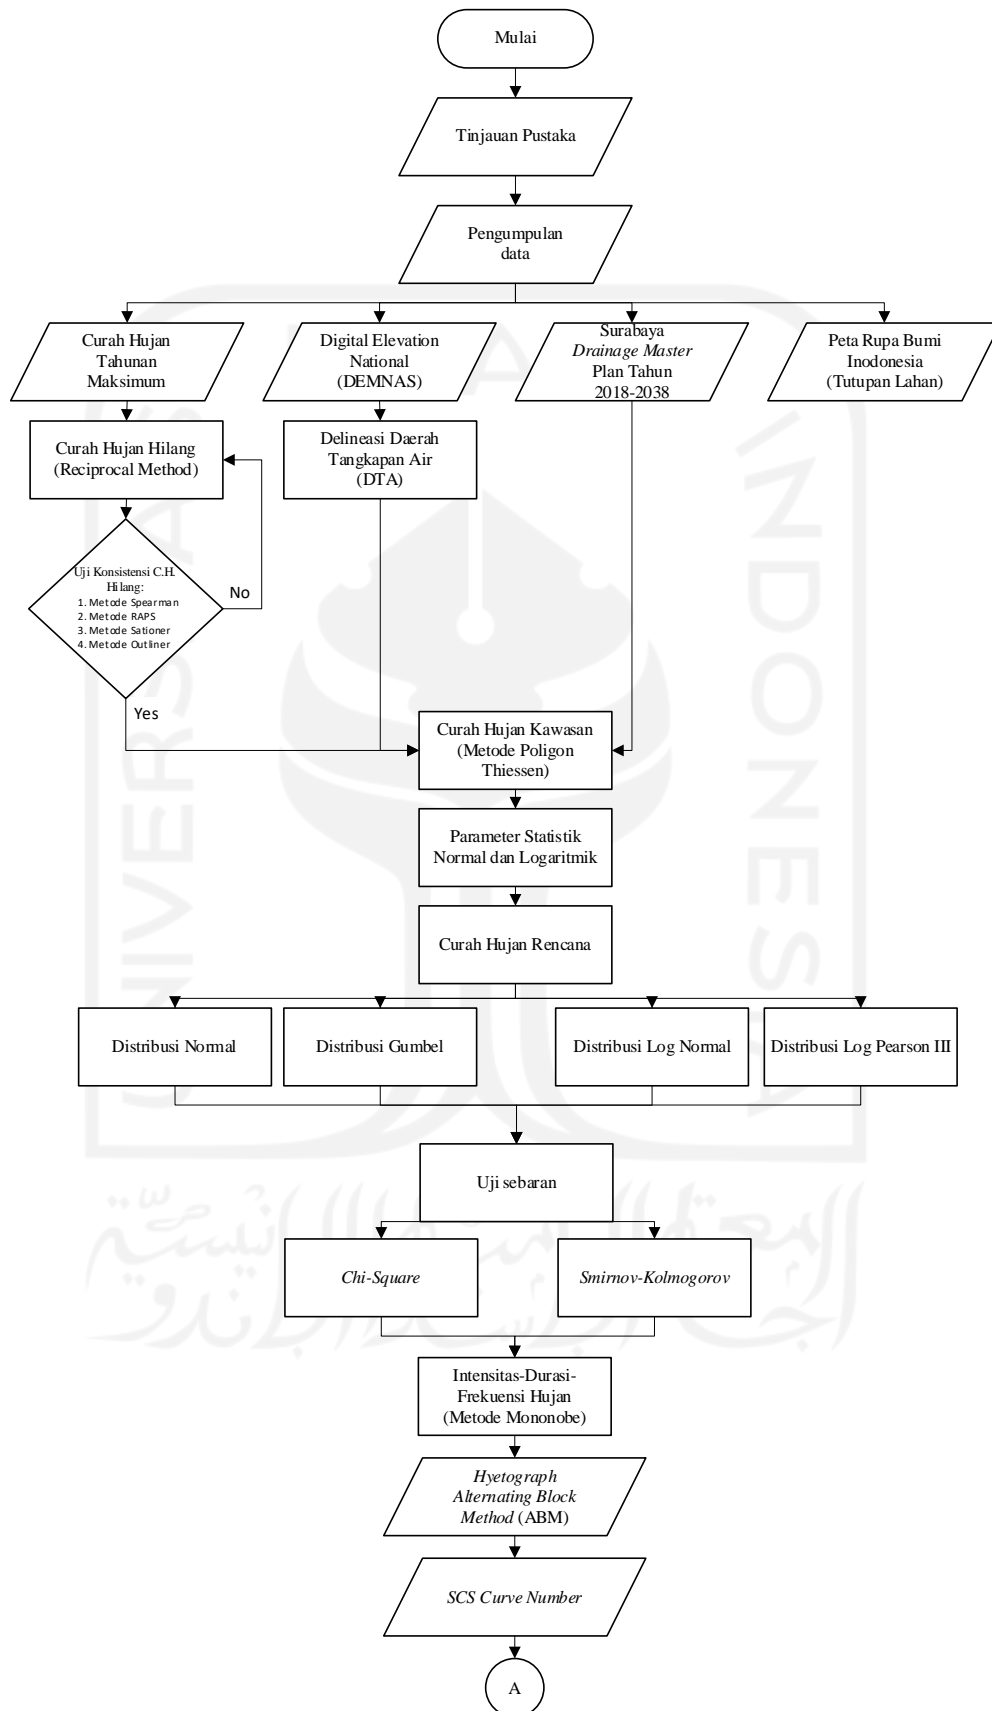 Mulai
Tinjauan Pustaka
Pengumpulan
data
Curah Hujan
Tahunan
Maksimum
Digital Elevation
National
(DEMNAS)
Surabaya
Drainage Master
Plan Tahun
2018-2038
Peta Rupa Bumi
Inodonesia
(Tutupan Lahan)
Curah Hujan Hilang
(Reciprocal Method)
Delineasi Daerah
Tangkapan Air
(DTA)
Uji Konsistensi C.H.
Hilang:
1. Metode Spearman
2. Metode RAPS
3. Metode Sationer
4. Metode Outliner
No
Yes
Curah Hujan Kawasan
(Metode Poligon
Thiessen)
Parameter Statistik
Normal dan Logaritmik
Curah Hujan Rencana
Distribusi Normal
Distribusi Gumbel
Distribusi Log Normal
Distribusi Log Pearson III
Uji sebaran
Chi-Square
Smirnov-Kolmogorov
Intensitas-Durasi-
Frekuensi Hujan
(Metode Mononobe)
Hyetograph
Alternating Block
Method (ABM)
SCS Curve Number
A
UNIVERSITAS
ISLAM
INDONESIA